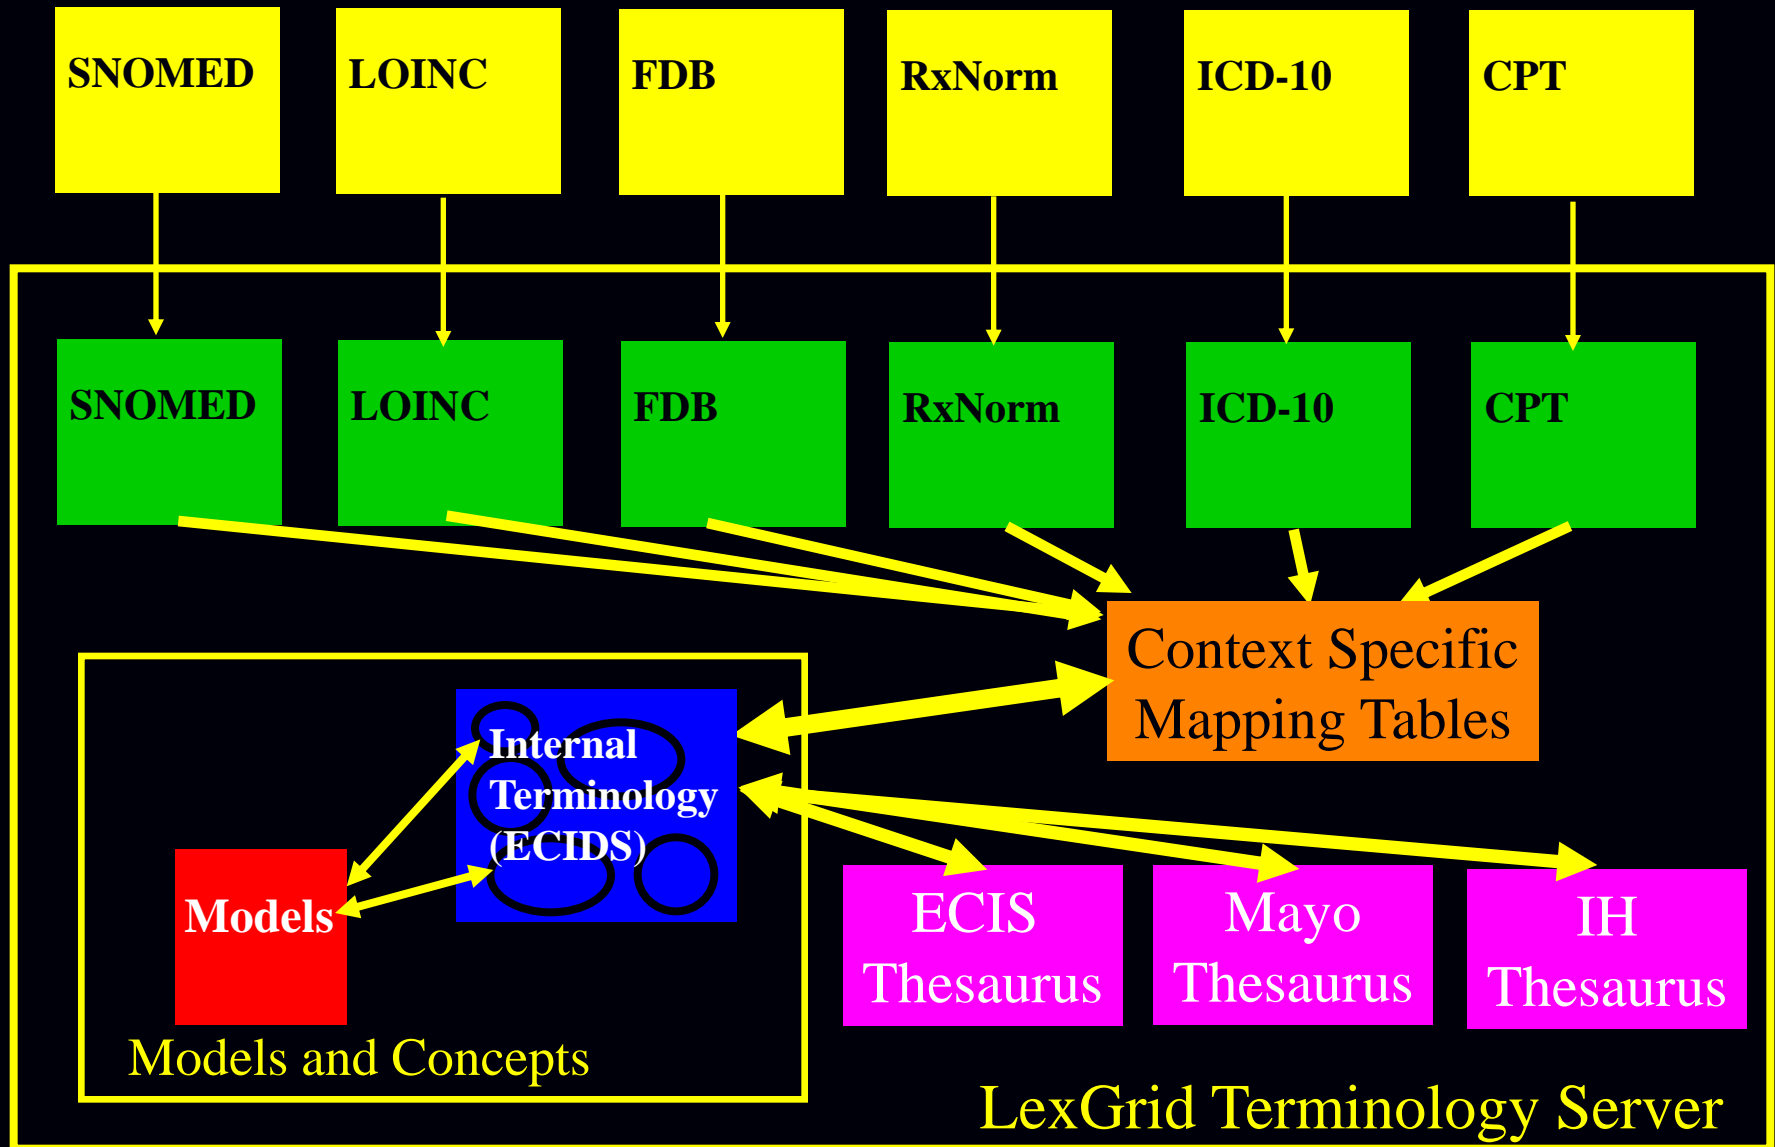 SNOMED
LOINC
FDB
RxNorm
ICD-10
CPT
SNOMED
LOINC
FDB
RxNorm
ICD-10
CPT
Context Specific
Mapping Tables
Internal
Terminology
(ECIDS)
Models
Models and Concepts
ECIS
Thesaurus
Mayo
Thesaurus
IH
Thesaurus
LexGrid Terminology Server